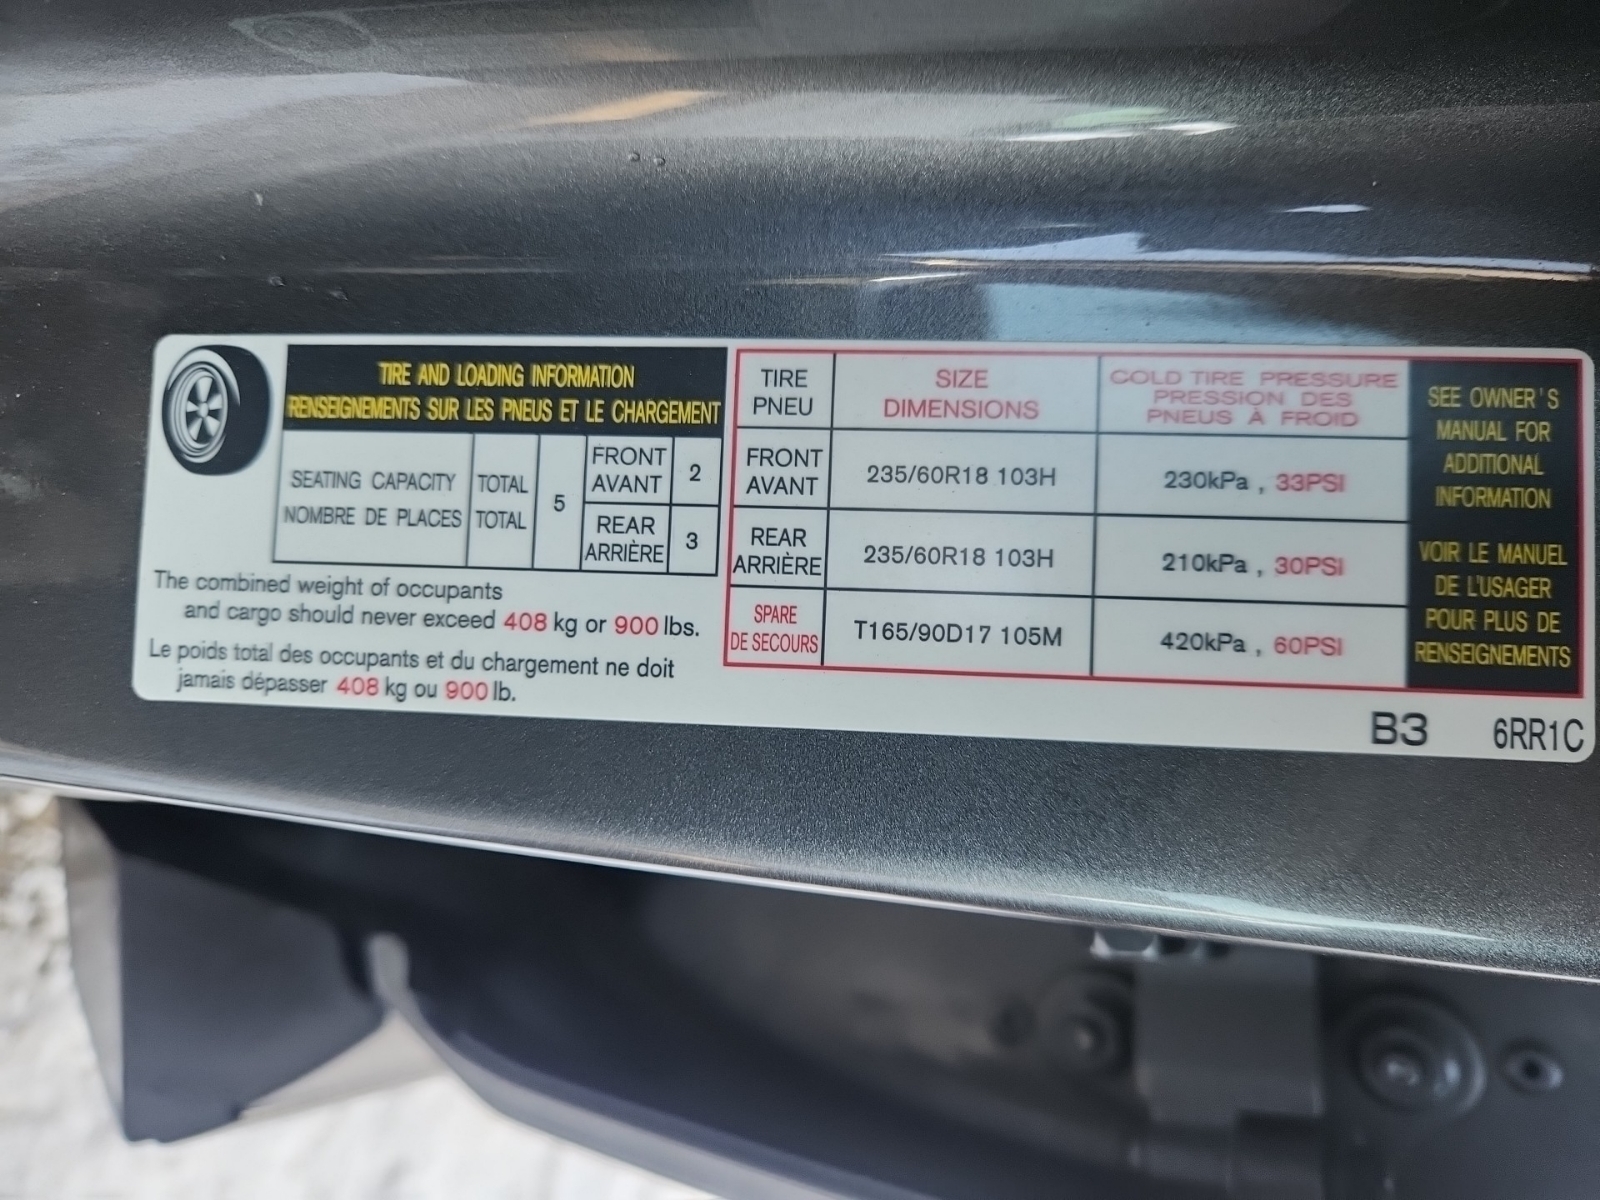 TIRE AND LOADING INFORMATION
RENSEIGNEMENTS SUR LES PNEUS ET LE CHARGEMENT
SEATING CAPACITY TOTAL
NOMBRE DE PLACES TOTAL
5
FRONT
AVANT
2
REAR
ARRIÈRE
3
The combined weight of occupants
and cargo should never exceed 408 kg or 900 lbs.
Le poids total des occupants et du chargement ne doit
jamais dépasser 408 kg ou 900 lb.
TIRE
PNEU
SIZE
DIMENSIONS
COLD TIRE PRESSURE
PRESSION DES
PNEUS À FROID
FRONT
AVANT
235/60R18 103H
230kPa , 33PSI
REAR
ARRIÈRE
235/60R18 103H
210kPa , 30PSI
SPARE
DE SECOURS
T165/90D17 105M
420kPa , 60PSI
SEE OWNER'S
MANUAL FOR
ADDITIONAL
INFORMATION
VOIR LE MANUEL
DE L'USAGER
POUR PLUS DE
RENSEIGNEMENTS
B3 6RR1C